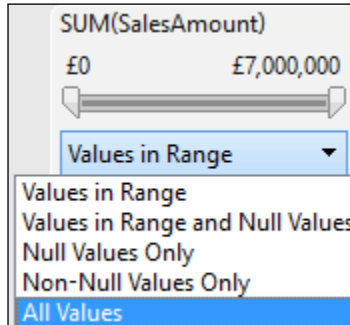 SUM(SalesAmount)
£0 £7,000,000
Values in Range
Values in Range
Values in Range and Null Values
Null Values Only
Non-Null Values Only
All Values